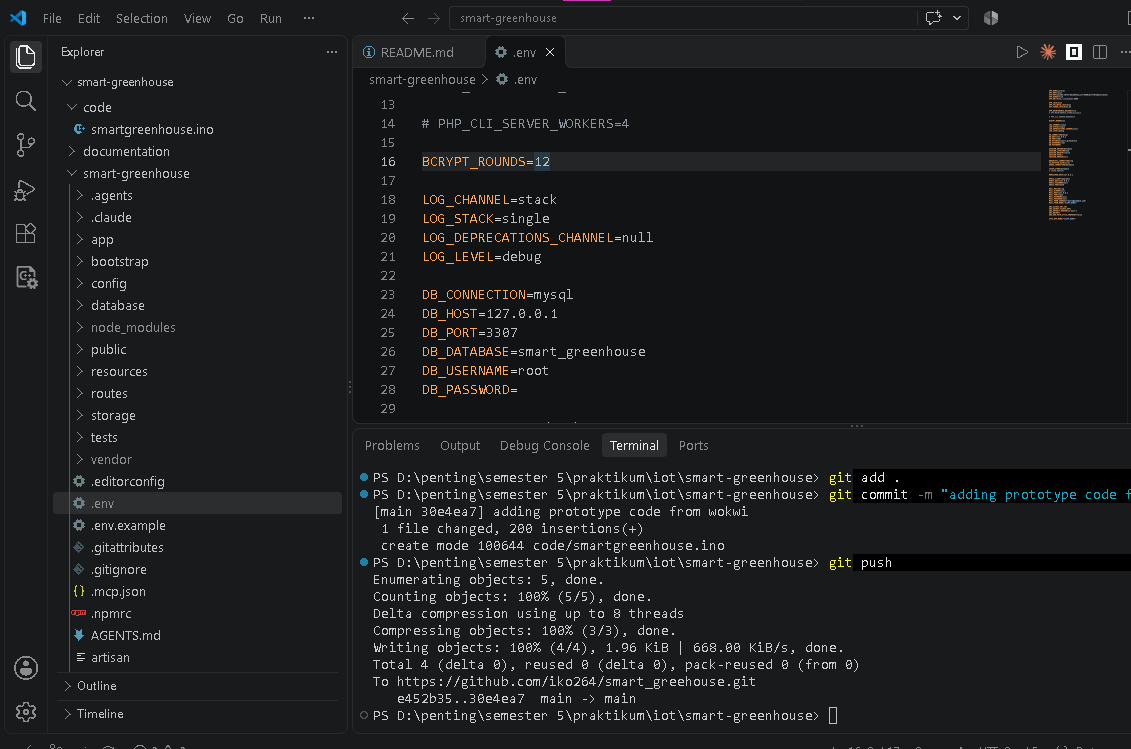 File Edit Selection View Go Run ···
smart-greenhouse
Explorer
smart-greenhouse
code
smartgreenhouse.ino
documentation
smart-greenhouse
.agents
.claude
app
bootstrap
config
database
node_modules
public
resources
routes
storage
tests
vendor
.editorconfig
.env
.env.example
.gitattributes
.gitignore
.mcp.json
.npmrc
AGENTS.md
artisan
Outline
Timeline
README.md .env
smart-greenhouse > .env
13
14 # PHP_CLI_SERVER_WORKERS=4
15
16 BCRYPT_ROUNDS=12
17
18 LOG_CHANNEL=stack
19 LOG_STACK=single
20 LOG_DEPRECATIONS_CHANNEL=null
21 LOG_LEVEL=debug
22
23 DB_CONNECTION=mysql
24 DB_HOST=127.0.0.1
25 DB_PORT=3307
26 DB_DATABASE=smart_greenhouse
27 DB_USERNAME=root
28 DB_PASSWORD=
29
Problems Output Debug Console Terminal Ports
PS D:\penting\semester 5\praktikum\iot\smart-greenhouse> git add .
PS D:\penting\semester 5\praktikum\iot\smart-greenhouse> git commit -m "adding prototype code f
[main 30e4ea7] adding prototype code from wokwi
1 file changed, 200 insertions(+)
create mode 100644 code/smartgreenhouse.ino
PS D:\penting\semester 5\praktikum\iot\smart-greenhouse> git push
Enumerating objects: 5, done.
Counting objects: 100% (5/5), done.
Delta compression using up to 8 threads
Compressing objects: 100% (3/3), done.
Writing objects: 100% (4/4), 1.96 KiB | 668.00 KiB/s, done.
Total 4 (delta 0), reused 0 (delta 0), pack-reused 0 (from 0)
To https://github.com/iko264/smart_greehouse.git
e452b35..30e4ea7 main -> main
PS D:\penting\semester 5\praktikum\iot\smart-greenhouse>